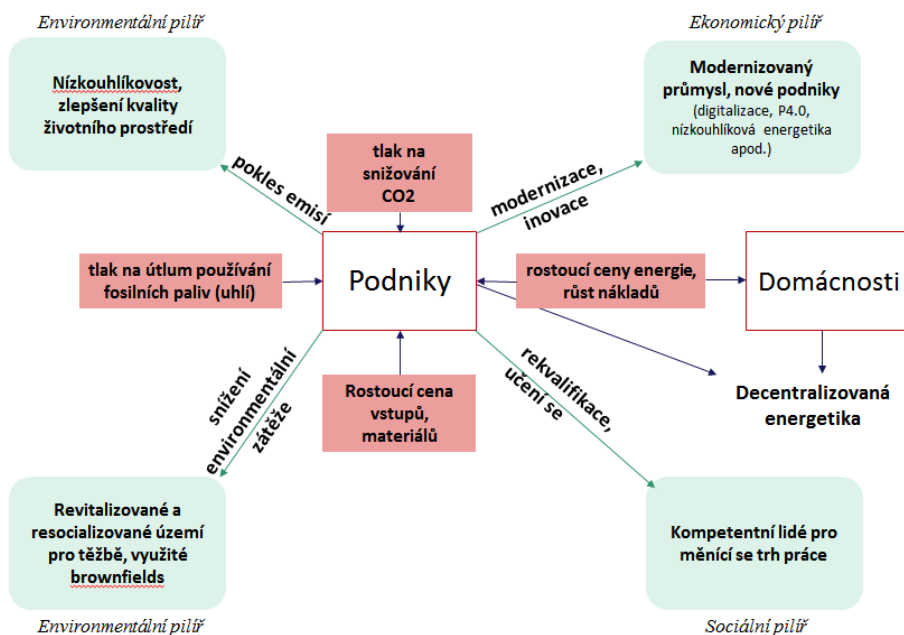 Environmentální pilíř
Ekonomický pilíř
Nízkouhlíkovost,
zlepšení kvality
životního prostředí
Modernizovaný
průmysl, nové podniky
(digitalizace, P4.0,
nízkouhlíková energetika
apod.)
tlak na
snižování
CO2
pokles emisí
modernizace,
inovace
tlak na útlum používání
fosilních paliv (uhlí)
Podniky
rostoucí ceny energie,
růst nákladů
Domácnosti
snížení
environmentální
zátěže
Rostoucí cena
vstupů,
materiálů
rekvalifikace,
učení se
Decentralizovaná
energetika
Revitalizované a
resocializované území
pro těžbě, využité
brownfields
Kompetentní lidé pro
měnící se trh práce
Environmentální pilíř
Sociální pilíř